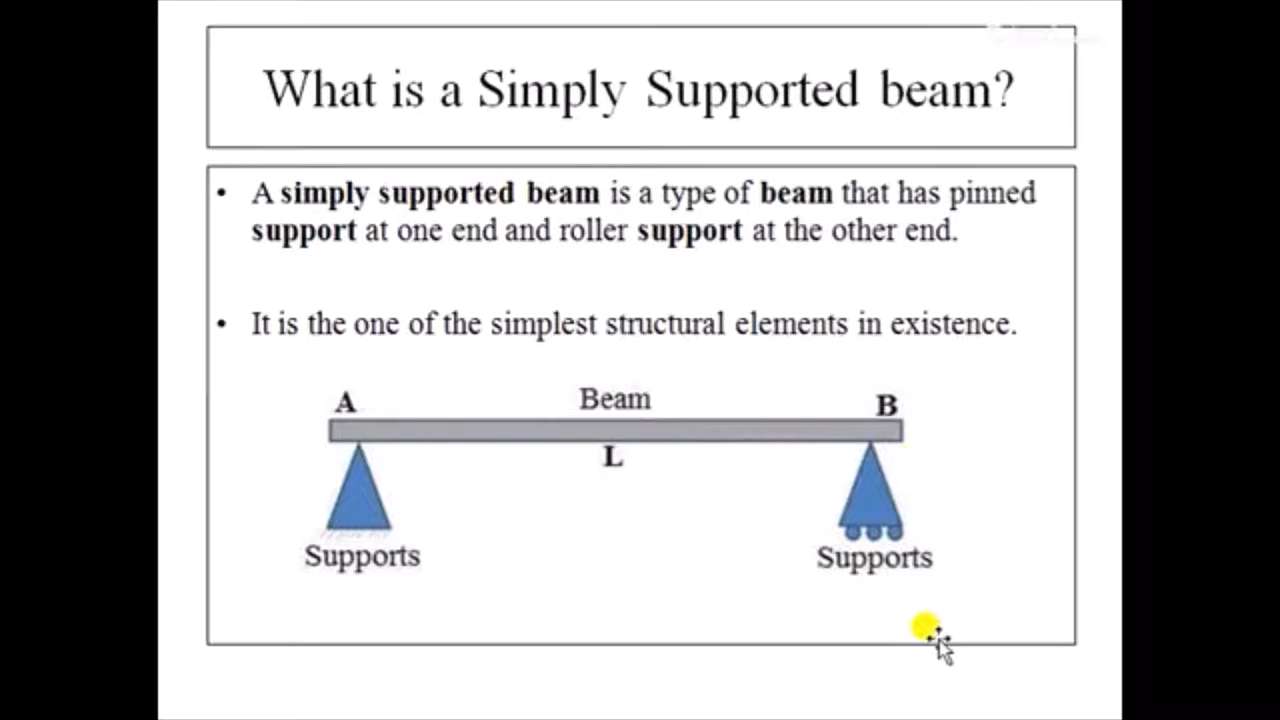 What is a Simply Supported beam?
• A simply supported beam is a type of beam that has pinned
support at one end and roller support at the other end.
• It is the one of the simplest structural elements in existence.
A
Beam
B
L
Supports
Supports